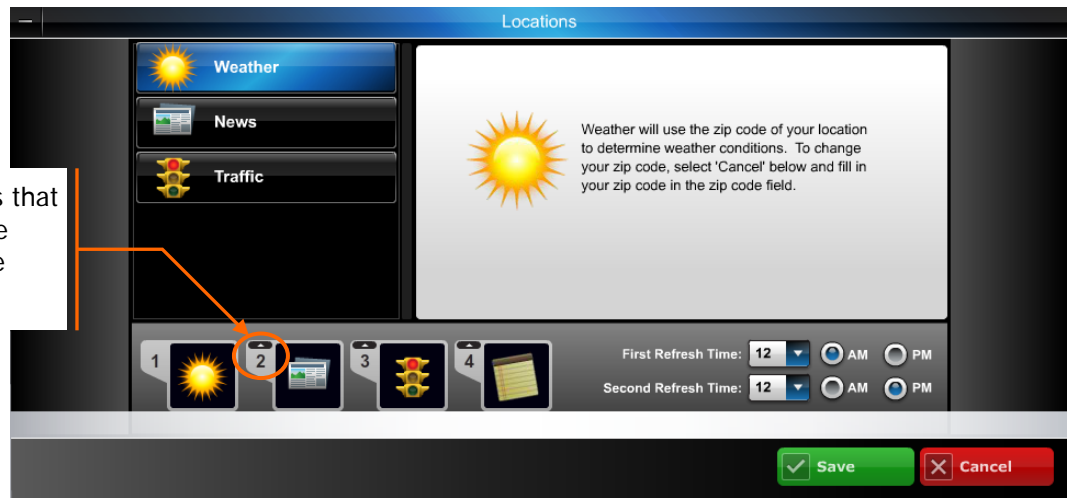 Locations
Weather
News
Traffic
Weather will use the zip code of your location
to determine weather conditions. To change
your zip code, select 'Cancel' below and fill in
your zip code in the zip code field.
s that
e
e
1
2
3
4
First Refresh Time: 12 AM PM
Second Refresh Time: 12 AM PM
Save
Cancel